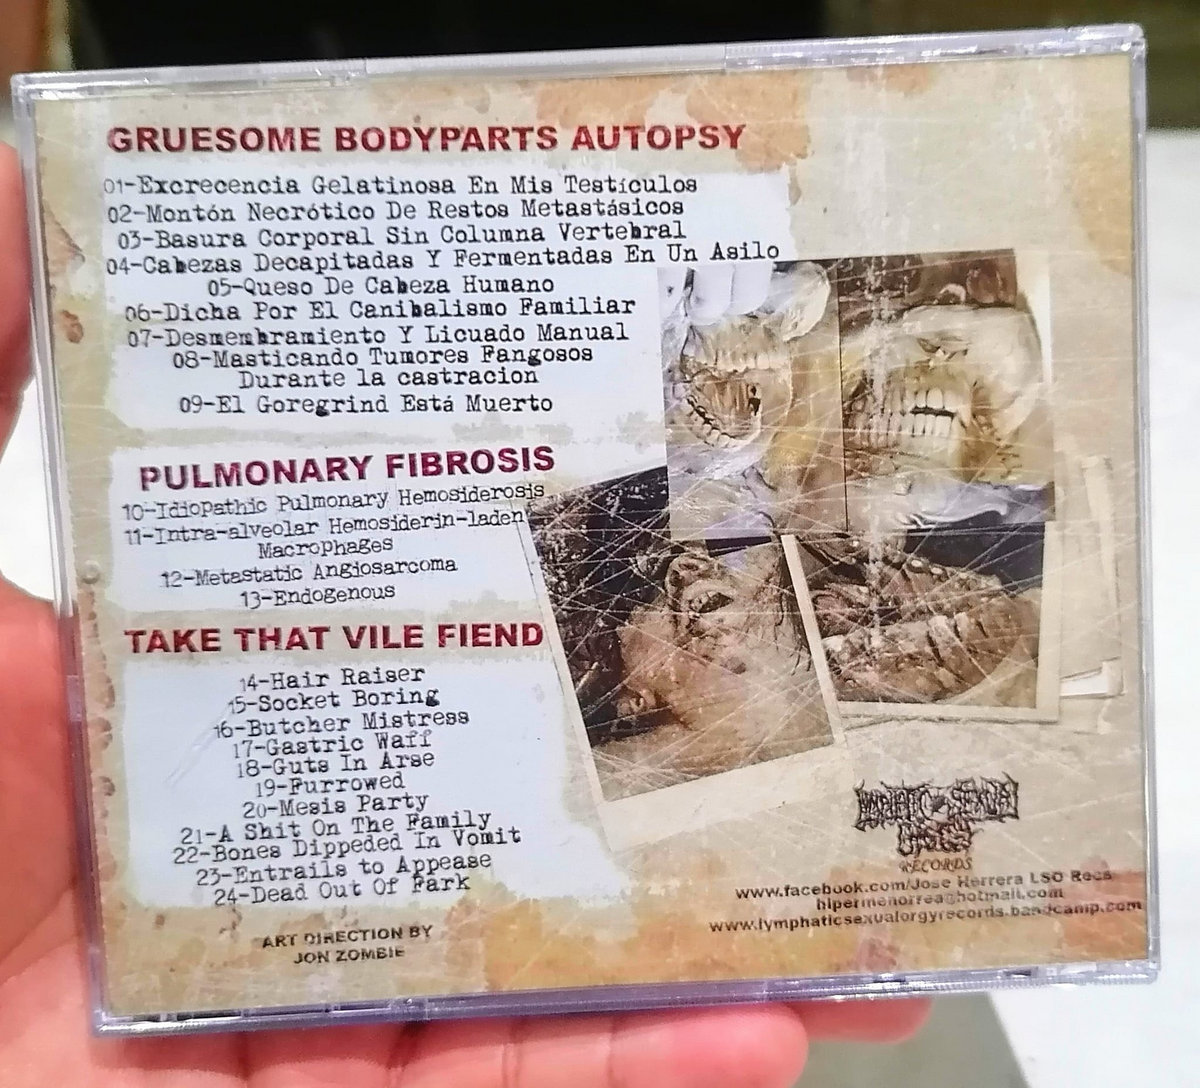 GRUESOME BODYPARTS AUTOPSY
01-Excrecencia Gelatinosa En Mis Testículos
02-Montón Necrótico De Restos Metastásicos
03-Basura Corporal Sin Columna Vertebral
04-Cabezas Decapitadas Y Fermentadas En Un Asilo
05-Queso De Cabeza Humano
06-Dicha Por El Canibalismo Familiar
07-Desmembramiento Y Licuado Manual
08-Masticando Tumores Fangosos
Durante la castracion
09-El Goregrind Está Muerto
PULMONARY FIBROSIS
10-Idiopathic Pulmonary Hemosiderosis
11-Intra-alveolar Hemosiderin-laden
Macrophages
12-Metastatic Angiosarcoma
13-Endogenous
TAKE THAT VILE FIEND
14-Hair Raiser
15-Socket Boring
16-Butcher Mistress
17-Gastric Waff
18-Guts In Arse
19-Furrowed
20-Mesis Party
21-A Shit On The Family
22-Bones Dippeded In Vomit
23-Entrails to Appease
24-Dead Out Of Fark
ART DIRECTION BY
JON ZOMBIE
LYMPHATIC SEXUAL
ORGY
RECORDS
www.facebook.com/Jose Herrera LSO Recs
hipermenorrea@hotmail.com
www.lymphaticsexualorgyrecords.bandcamp.com